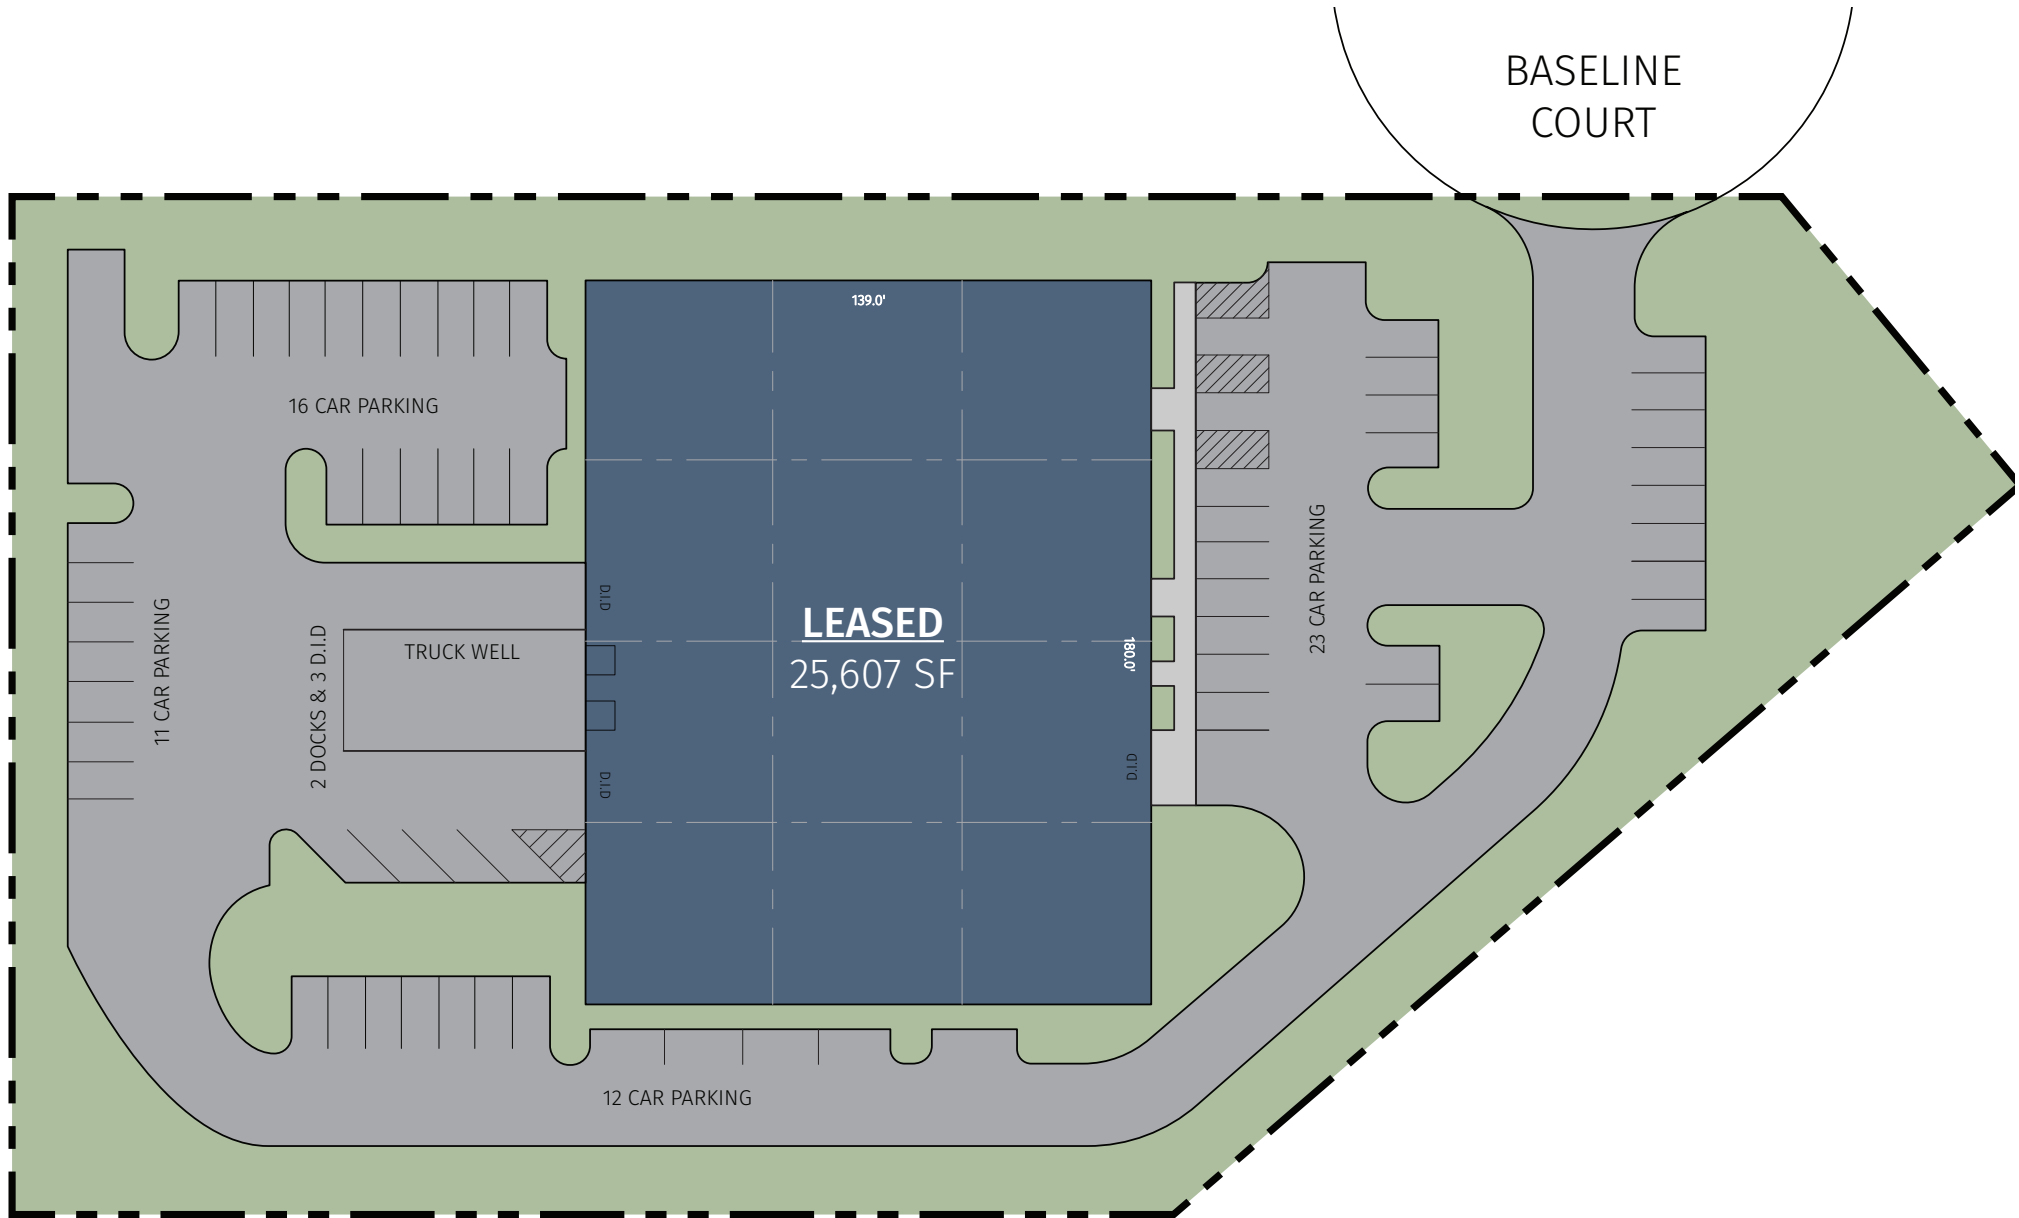 BASELINE
COURT
139.0'
16 CAR PARKING
23 CAR PARKING
D.I.D
11 CAR PARKING
2 DOCKS & 3 D.I.D
TRUCK WELL
LEASED
25,607 SF
180.0'
D.I.D
D.I.D
12 CAR PARKING